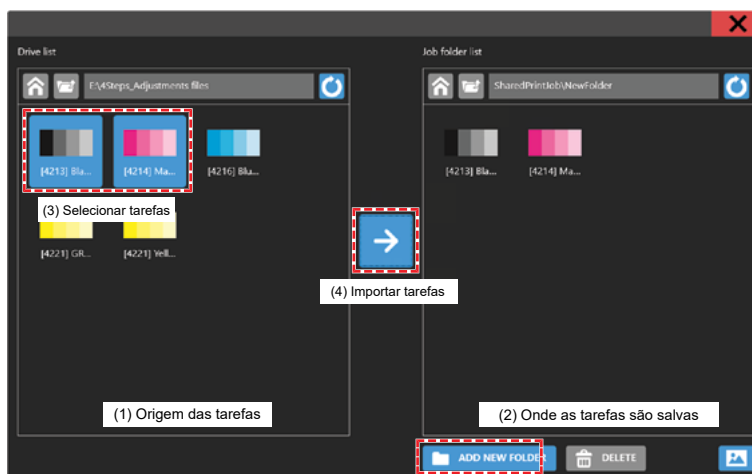 Drive list
Job folder list
E:\4Steps_Adjustments files
SharedPrintJob\NewFolder
[4213] Bla...
[4214] Ma...
[4216] Blu...
[4213] Bla...
[4214] Ma...
(3) Selecionar tarefas
[4221] GR...
[4221] Yell...
(4) Importar tarefas
(1) Origem das tarefas
(2) Onde as tarefas são salvas
ADD NEW FOLDER
DELETE